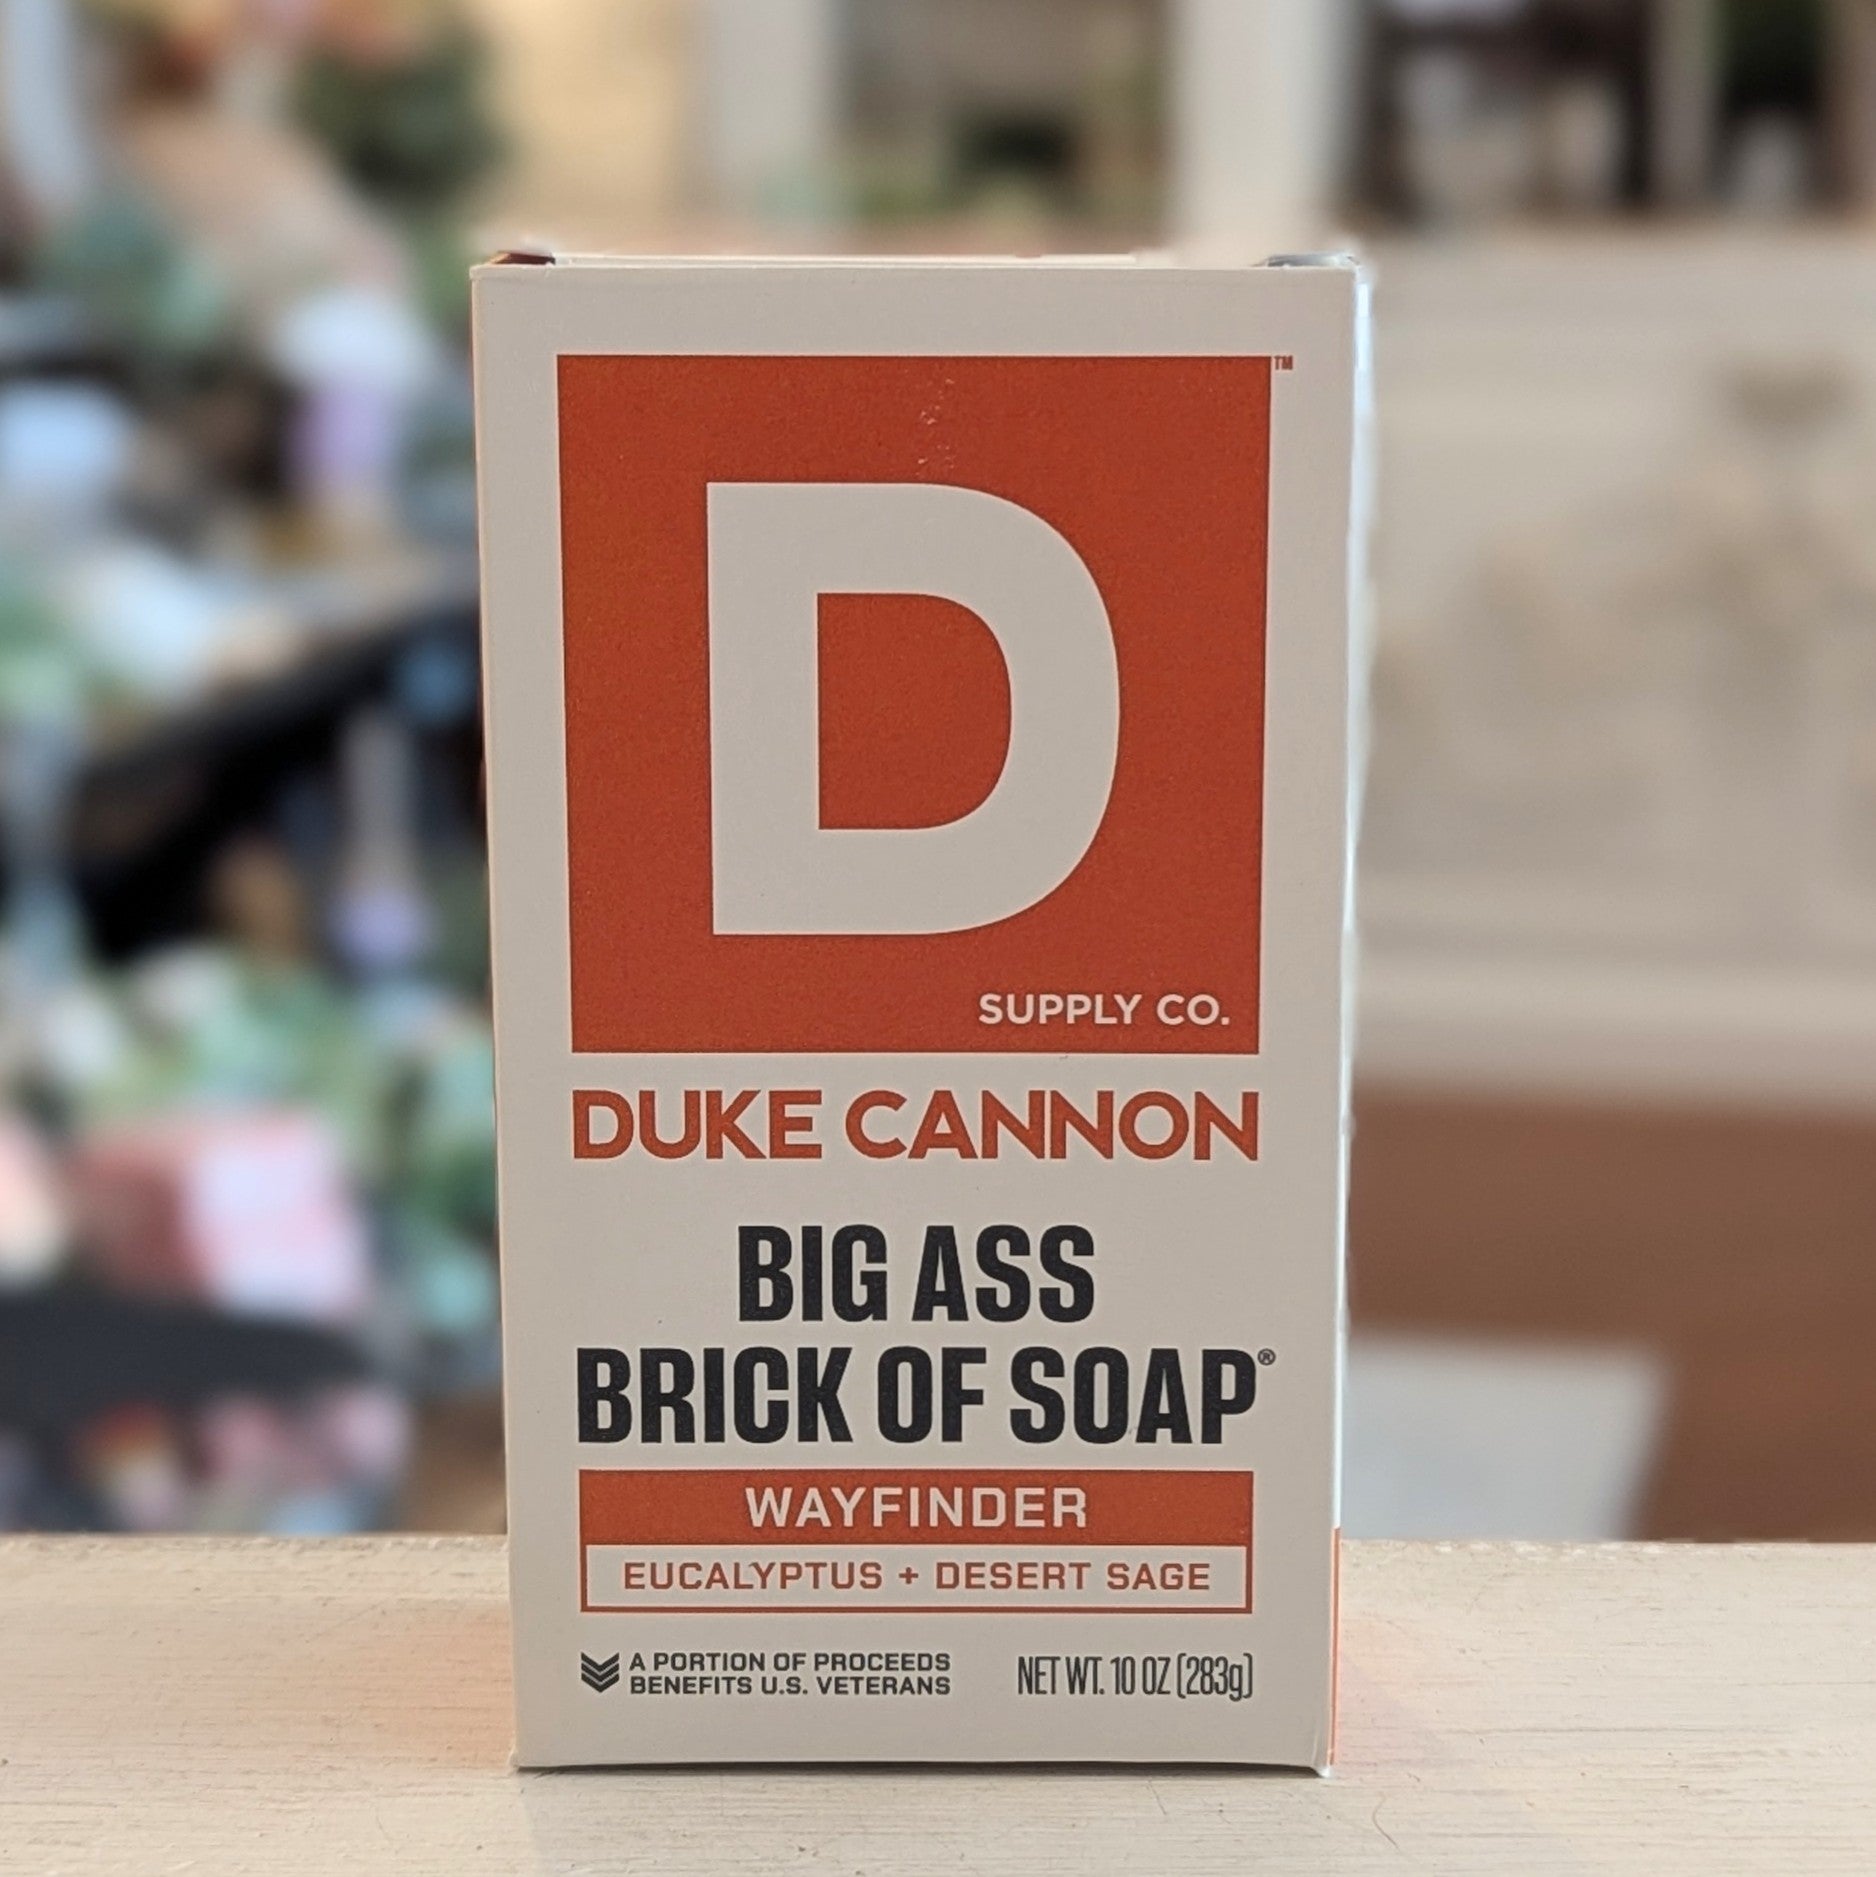 D™
SUPPLY CO.
DUKE CANNON
BIG ASS
BRICK OF SOAP®
WAYFINDER
EUCALYPTUS + DESERT SAGE
A PORTION OF PROCEEDS
BENEFITS U.S. VETERANS
NET WT. 10 OZ (283g)